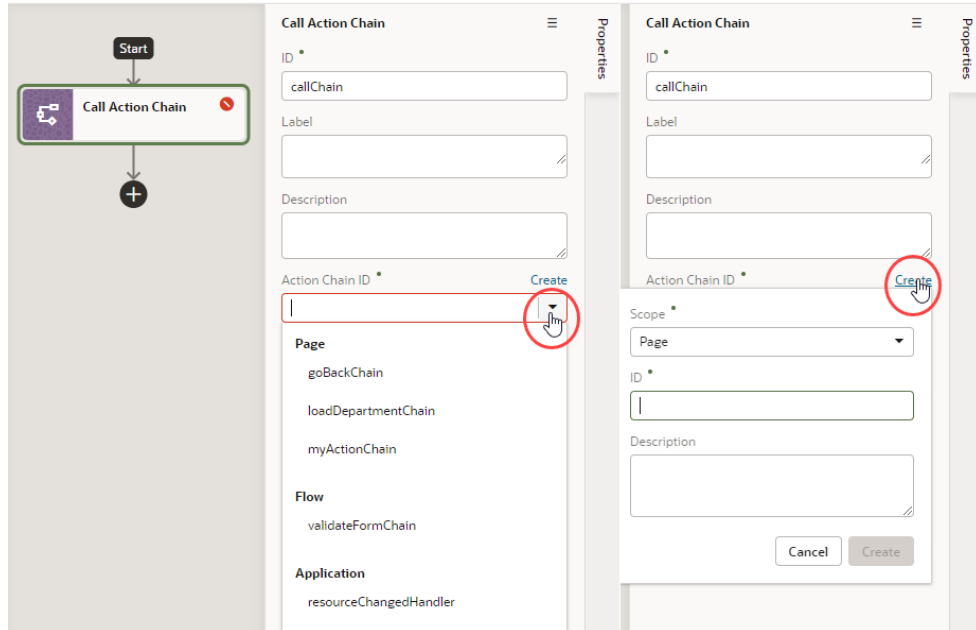 Start
Call Action Chain
Call Action Chain
Properties
ID
callChain
Label
Description
Action Chain ID
Create
Page
goBackChain
loadDepartmentChain
myActionChain
Flow
validateFormChain
Application
resourceChangedHandler
Call Action Chain
Properties
ID
callChain
Label
Description
Action Chain ID
Create
Scope
Page
ID
Description
Cancel
Create